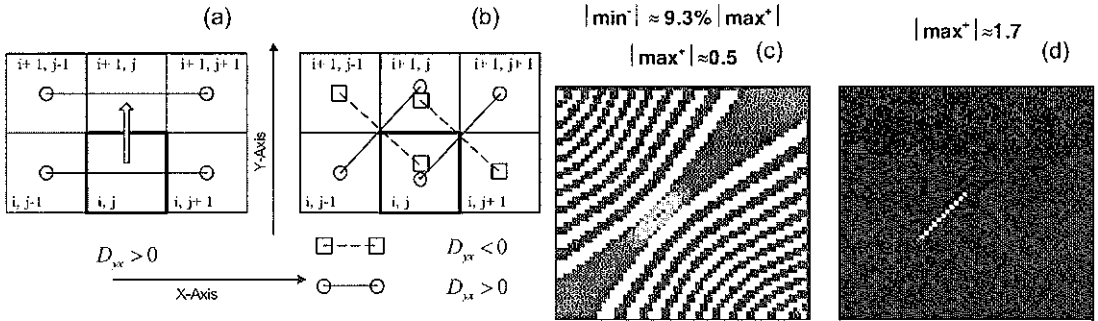 (a)
i+1, j-1 i+1, j i+1, j+1
i, j-1 i, j i, j+1
D_yx > 0
X-Axis
Y-Axis
(b)
i+1, j-1 i+1, j i+1, j+1
i, j-1 i, j i, j+1
D_yx < 0
D_yx > 0
|min⁻| ≈ 9.3% |max⁺|
|max⁺| ≈0.5 (c)
|max⁺| ≈1.7 (d)